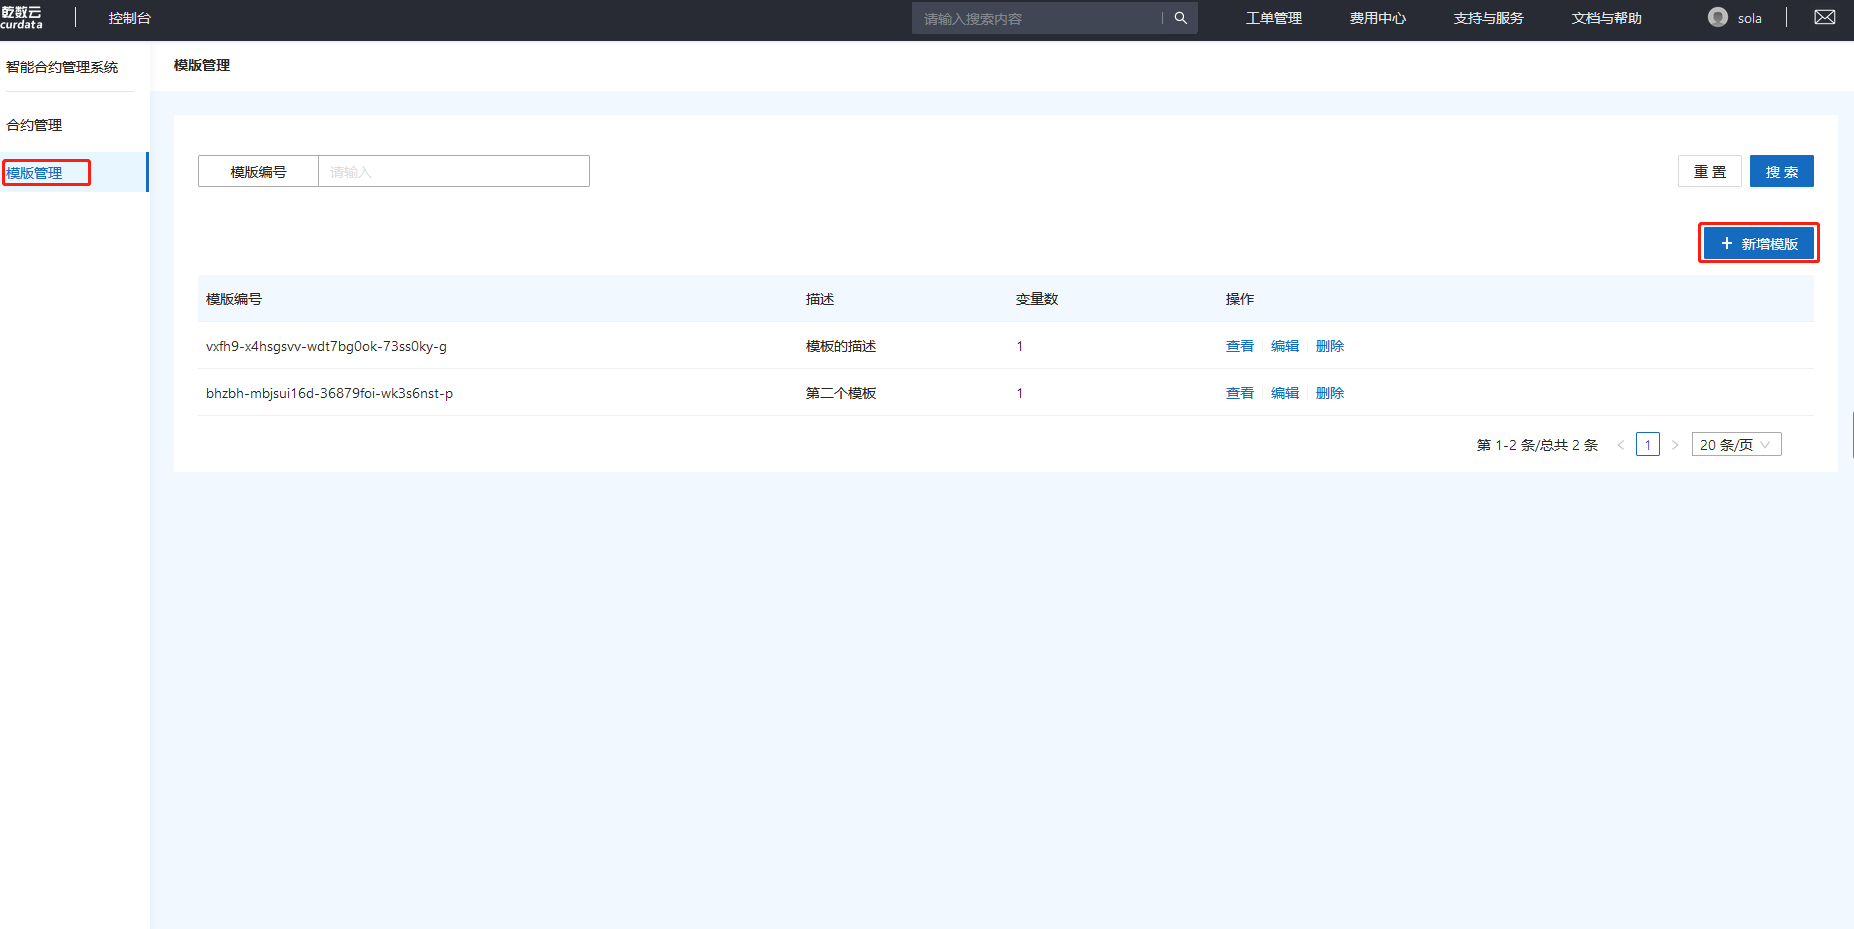 乾数云
curdata
控制台
请输入搜索内容
工单管理
费用中心
支持与服务
文档与帮助
sola
智能合约管理系统
合约管理
模版管理
模版管理
模版编号
请输入
重 置
搜 索
+ 新增模版
模版编号 描述 变量数 操作
vxfh9-x4hsgsvv-wdt7bg0ok-73ss0ky-g 模板的描述 1 查看 编辑 删除
bhzbh-mbjsui16d-36879foi-wk3s6nst-p 第二个模板 1 查看 编辑 删除
第 1-2 条/总共 2 条 < 1 > 20 条/页